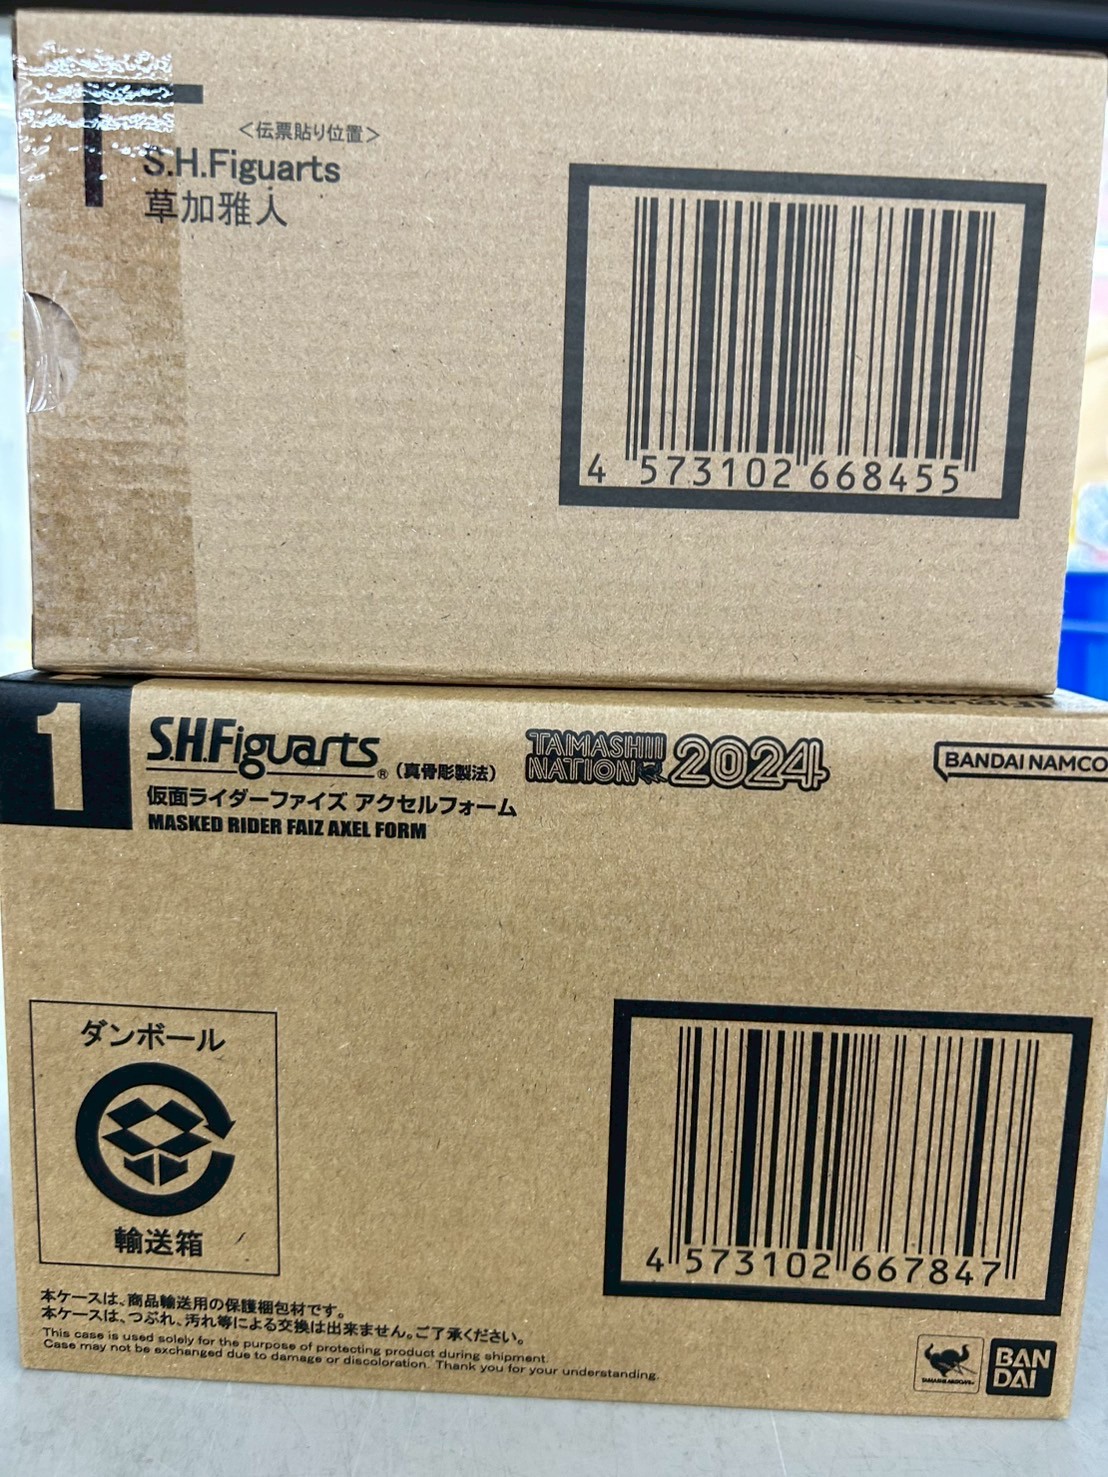 <伝票貼り位置>
S.H.Figuarts
草加雅人
4 573102 668455
1
S.H.Figuarts® (真骨彫製法)
TAMASHII NATION 2024
BANDAI NAMCO
仮面ライダーファイズ アクセルフォーム
MASKED RIDER FAIZ AXEL FORM
ダンボール
輸送箱
4 573102 667847
本ケースは、商品輸送用の保護梱包材です。
本ケースは、つぶれ、汚れ等による交換は出来ません。ご了承ください。
This case is used solely for the purpose of protecting product during shipment.
Case may not be exchanged due to damage or discoloration. Thank you for your understanding.
TAMASHII NATIONS
BAN
DAI